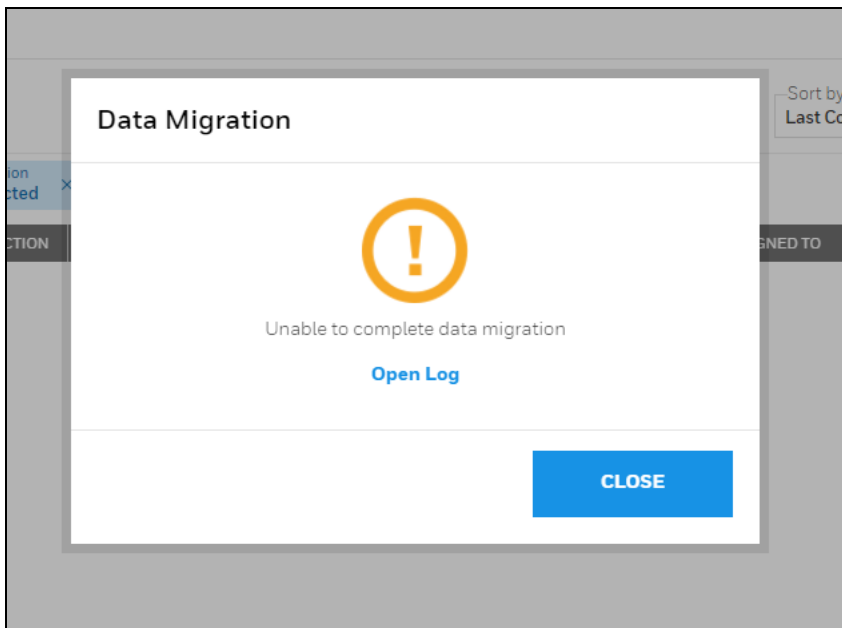 Sort by
Last Co
Data Migration
ion
cted ×
CTION
GNED TO
!
Unable to complete data migration
Open Log
CLOSE